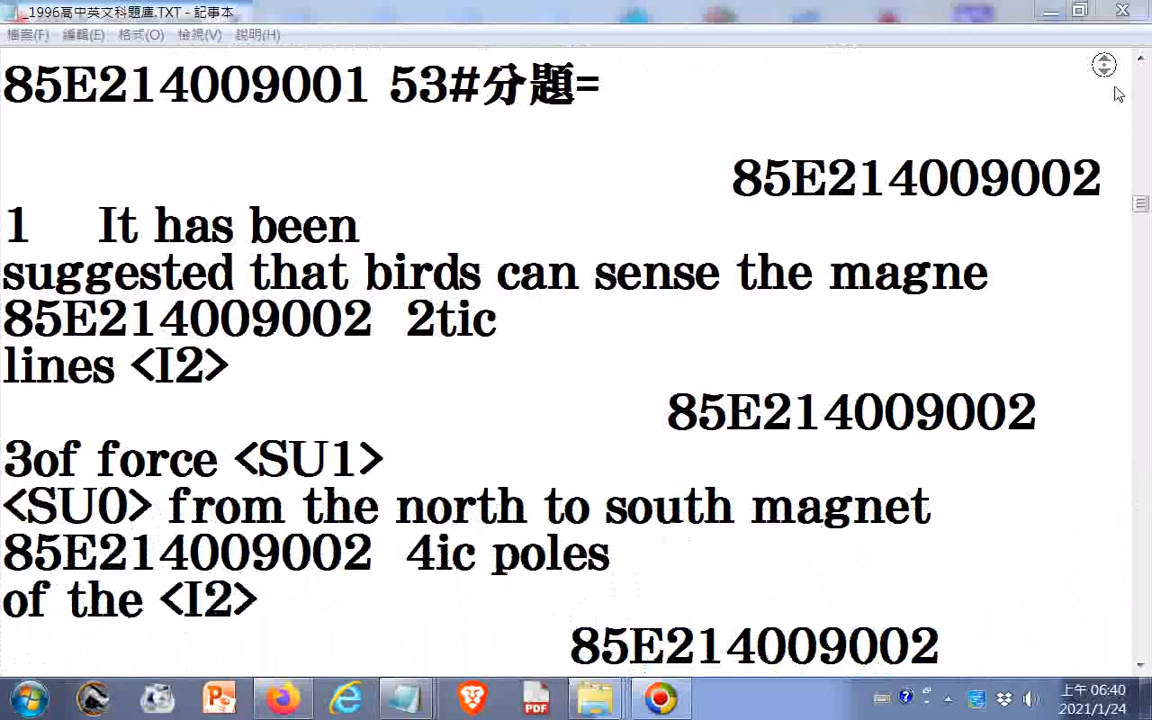 _1996高中英文科題庫.TXT - 記事本
檔案(F) 編輯(E) 格式(O) 檢視(V) 說明(H)
85E214009001 53#分題=
85E214009002
1 It has been
suggested that birds can sense the magne
85E214009002 2tic
lines <I2>
85E214009002
3of force <SU1>
<SU0> from the north to south magnet
85E214009002 4ic poles
of the <I2>
85E214009002
PDF
上午 06:40
2021/1/24